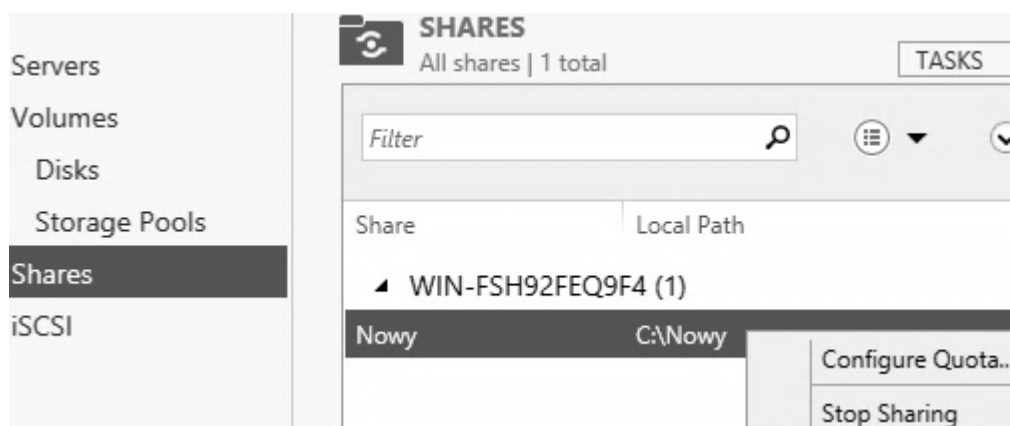 Servers
Volumes
Disks
Storage Pools
Shares
iSCSI
SHARES
All shares | 1 total
TASKS
Filter
Share Local Path
WIN-FSH92FEQ9F4 (1)
Nowy C:\Nowy
Configure Quota...
Stop Sharing